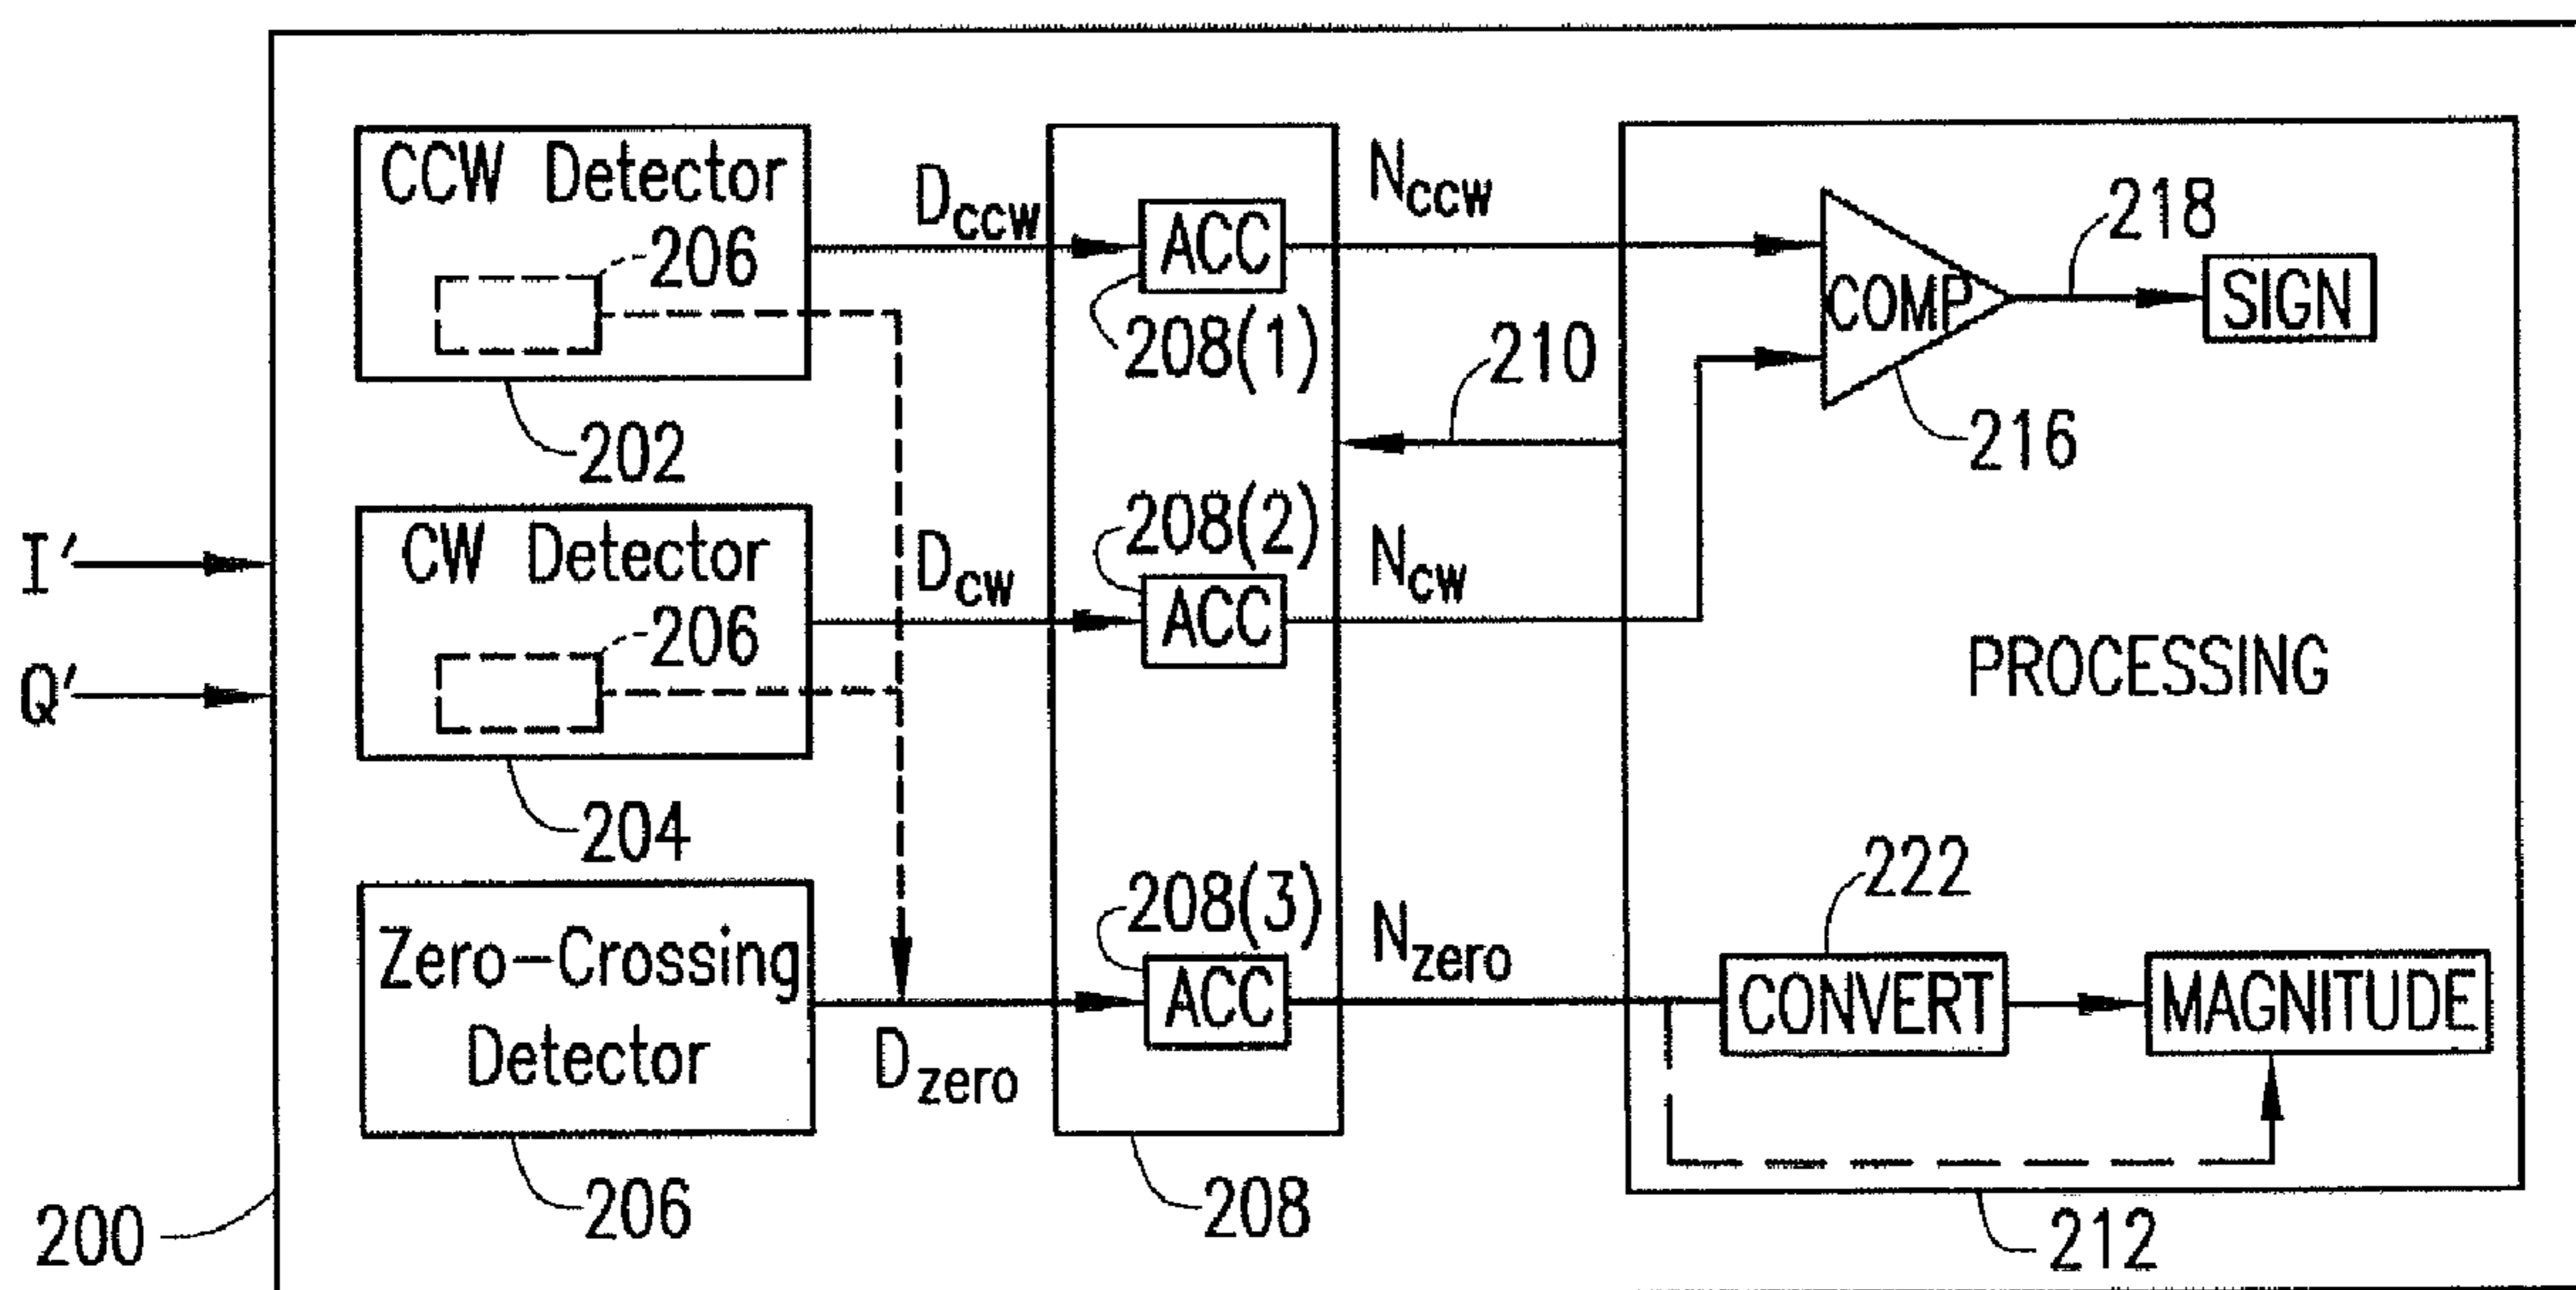 I′
Q′
200
CCW Detector
206
202
CW Detector
206
204
Zero-Crossing
Detector
206
Dccw
Dcw
Dzero
ACC
208(1)
208(2)
ACC
208(3)
ACC
208
Nccw
210
Ncw
Nzero
COMP
216
218
SIGN
PROCESSING
222
CONVERT
MAGNITUDE
212